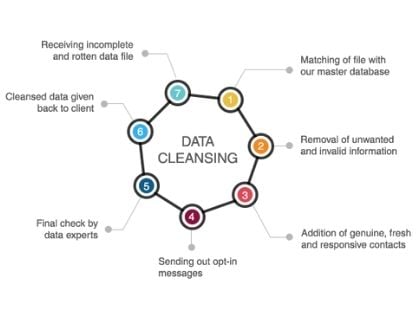 Receiving incomplete
and rotten data file
7
1
Matching of file with
our master database
Cleansed data given
back to client
6
DATA
CLEANSING
2
Removal of unwanted
and invalid information
5
3
Final check by
data experts
4
Addition of genuine, fresh
and responsive contacts
Sending out opt-in
messages